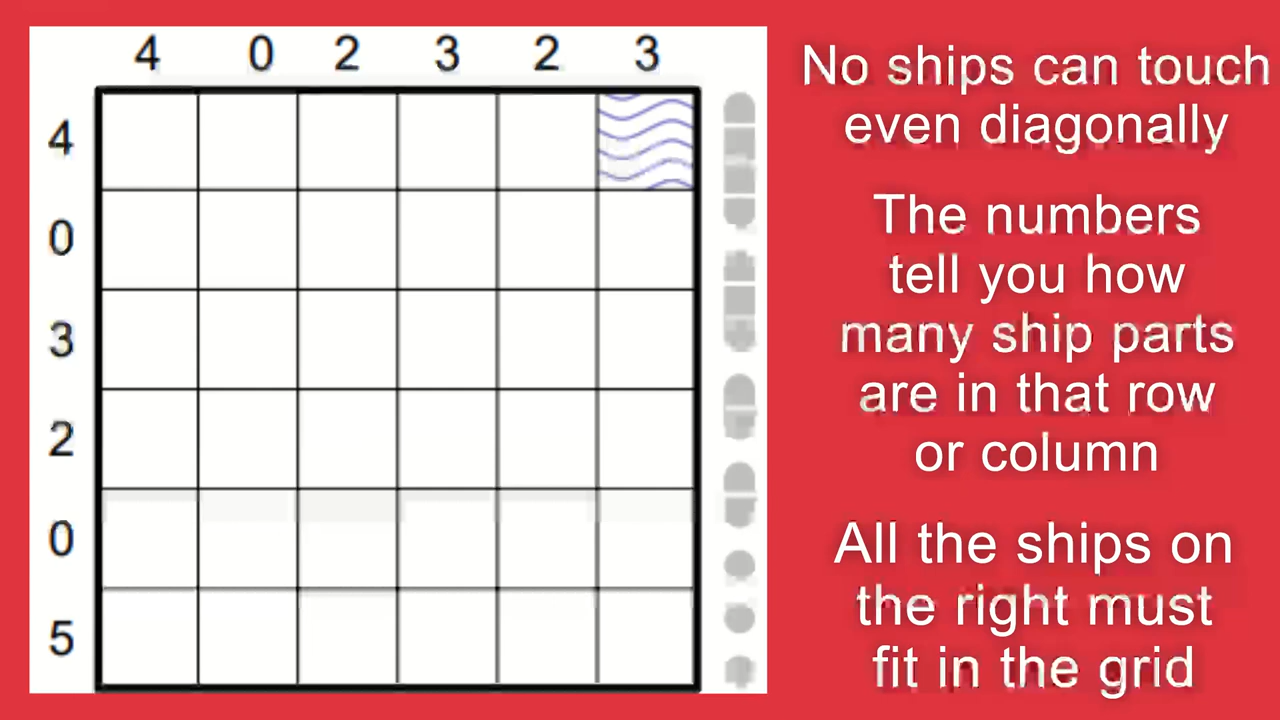 4 0 2 3 2 3
4
0
3
2
0
5
No ships can touch
even diagonally
The numbers
tell you how
many ship parts
are in that row
or column
All the ships on
the right must
fit in the grid